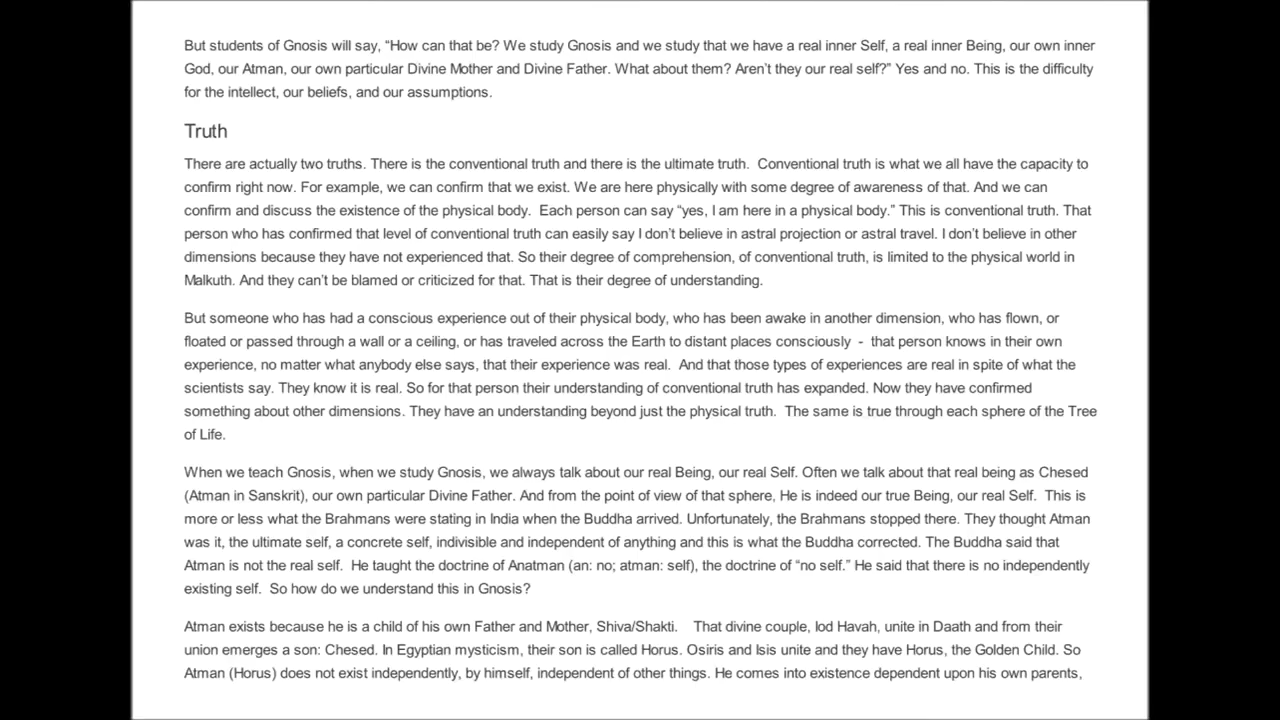 But students of Gnosis will say, “How can that be? We study Gnosis and we study that we have a real inner Self, a real inner Being, our own inner
God, our Atman, our own particular Divine Mother and Divine Father. What about them? Aren’t they our real self?” Yes and no. This is the difficulty
for the intellect, our beliefs, and our assumptions.
Truth
There are actually two truths. There is the conventional truth and there is the ultimate truth.  Conventional truth is what we all have the capacity to
confirm right now. For example, we can confirm that we exist. We are here physically with some degree of awareness of that. And we can
confirm and discuss the existence of the physical body.  Each person can say “yes, I am here in a physical body.” This is conventional truth. That
person who has confirmed that level of conventional truth can easily say I don’t believe in astral projection or astral travel. I don’t believe in other
dimensions because they have not experienced that. So their degree of comprehension, of conventional truth, is limited to the physical world in
Malkuth. And they can’t be blamed or criticized for that. That is their degree of understanding.
But someone who has had a conscious experience out of their physical body, who has been awake in another dimension, who has flown, or
floated or passed through a wall or a ceiling, or has traveled across the Earth to distant places consciously  -  that person knows in their own
experience, no matter what anybody else says, that their experience was real.  And that those types of experiences are real in spite of what the
scientists say. They know it is real. So for that person their understanding of conventional truth has expanded. Now they have confirmed
something about other dimensions. They have an understanding beyond just the physical truth.  The same is true through each sphere of the Tree
of Life.
When we teach Gnosis, when we study Gnosis, we always talk about our real Being, our real Self. Often we talk about that real being as Chesed
(Atman in Sanskrit), our own particular Divine Father. And from the point of view of that sphere, He is indeed our true Being, our real Self.  This is
more or less what the Brahmans were stating in India when the Buddha arrived. Unfortunately, the Brahmans stopped there. They thought Atman
was it, the ultimate self, a concrete self, indivisible and independent of anything and this is what the Buddha corrected. The Buddha said that
Atman is not the real self.  He taught the doctrine of Anatman (an: no; atman: self), the doctrine of “no self.” He said that there is no independently
existing self.  So how do we understand this in Gnosis?
Atman exists because he is a child of his own Father and Mother, Shiva/Shakti.    That divine couple, Iod Havah, unite in Daath and from their
union emerges a son: Chesed. In Egyptian mysticism, their son is called Horus. Osiris and Isis unite and they have Horus, the Golden Child. So
Atman (Horus) does not exist independently, by himself, independent of other things. He comes into existence dependent upon his own parents,